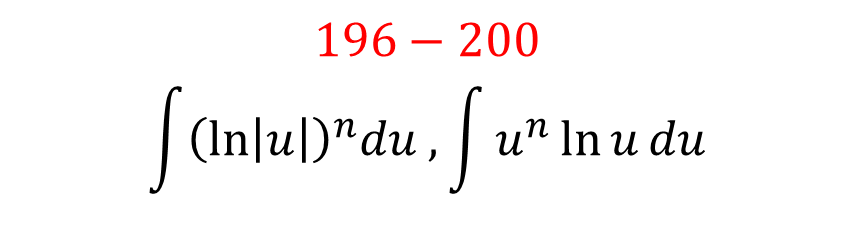 196 − 200
∫(ln|u|)ⁿdu , ∫ uⁿ ln u du